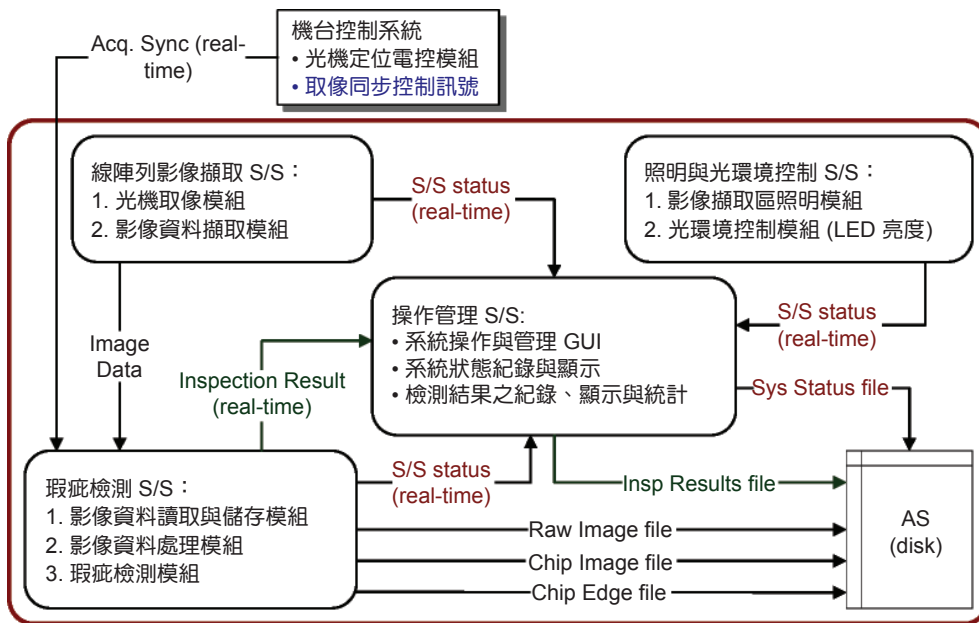 機台控制系統
• 光機定位電控模組
• 取像同步控制訊號
Acq. Sync (real-
time)
線陣列影像擷取 S/S：
1. 光機取像模組
2. 影像資料擷取模組
S/S status
(real-time)
照明與光環境控制 S/S：
1. 影像擷取區照明模組
2. 光環境控制模組 (LED 亮度)
S/S status
(real-time)
Image
Data
Inspection Result
(real-time)
操作管理 S/S:
• 系統操作與管理 GUI
• 系統狀態紀錄與顯示
• 檢測結果之紀錄、顯示與統計
Sys Status file
瑕疵檢測 S/S：
1. 影像資料讀取與儲存模組
2. 影像資料處理模組
3. 瑕疵檢測模組
S/S status
(real-time)
Insp Results file
Raw Image file
Chip Image file
Chip Edge file
AS
(disk)